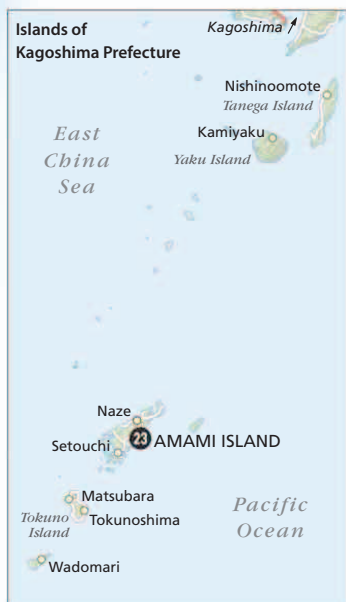 Islands of
Kagoshima Prefecture
Kagoshima
Nishinoomote
Tanega Island
Kamiyaku
Yaku Island
East
China
Sea
Naze
23 AMAMI ISLAND
Setouchi
Matsubara
Tokuno
Island
Tokunoshima
Pacific
Ocean
Wadomari